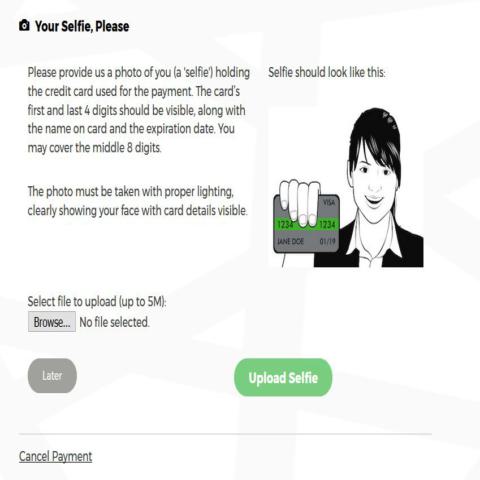 Your Selfie, Please
Please provide us a photo of you (a 'selfie') holding
the credit card used for the payment. The card's
first and last 4 digits should be visible, along with
the name on card and the expiration date. You
may cover the middle 8 digits.
The photo must be taken with proper lighting,
clearly showing your face with card details visible.
Selfie should look like this:
VISA
1234 1234
JANE DOE 01/19
Select file to upload (up to 5M):
Browse... No file selected.
Later
Upload Selfie
Cancel Payment